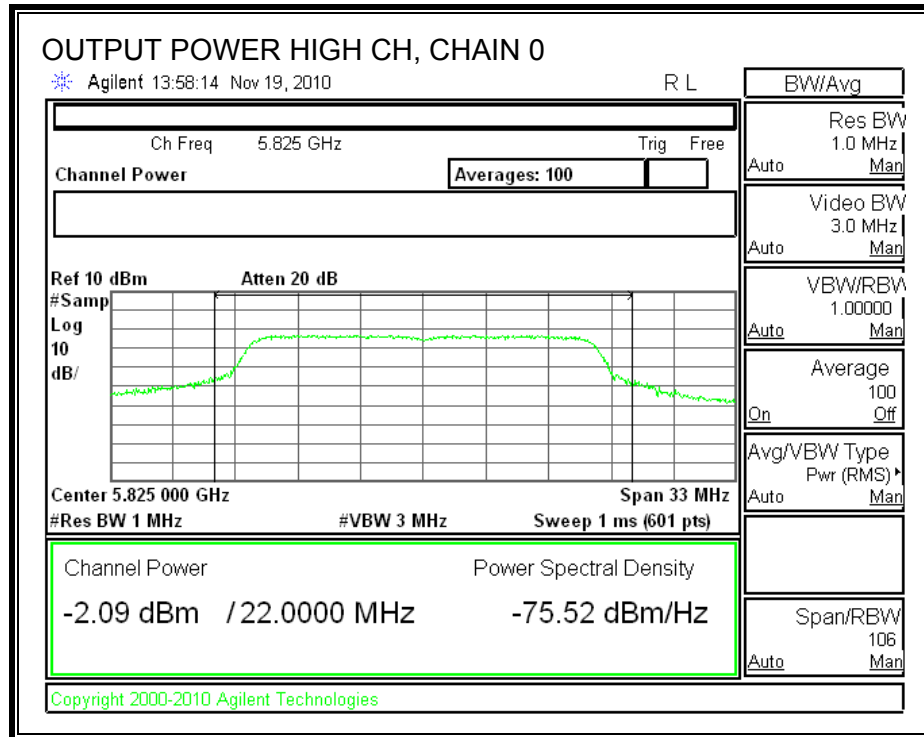 OUTPUT POWER HIGH CH, CHAIN 0
Agilent 13:58:14 Nov 19, 2010 R L
Ch Freq 5.825 GHz Trig Free
Channel Power Averages: 100
Ref 10 dBm Atten 20 dB
#Samp
Log
10
dB/
Center 5.825 000 GHz Span 33 MHz
#Res BW 1 MHz #VBW 3 MHz Sweep 1 ms (601 pts)
Channel Power Power Spectral Density
-2.09 dBm /22.0000 MHz -75.52 dBm/Hz
Copyright 2000-2010 Agilent Technologies
BW/Avg
Res BW
1.0 MHz
Auto Man
Video BW
3.0 MHz
Auto Man
VBW/RBW
1.00000
Auto Man
Average
100
On Off
Avg/VBW Type
Pwr (RMS)
Auto Man
Span/RBW
106
Auto Man